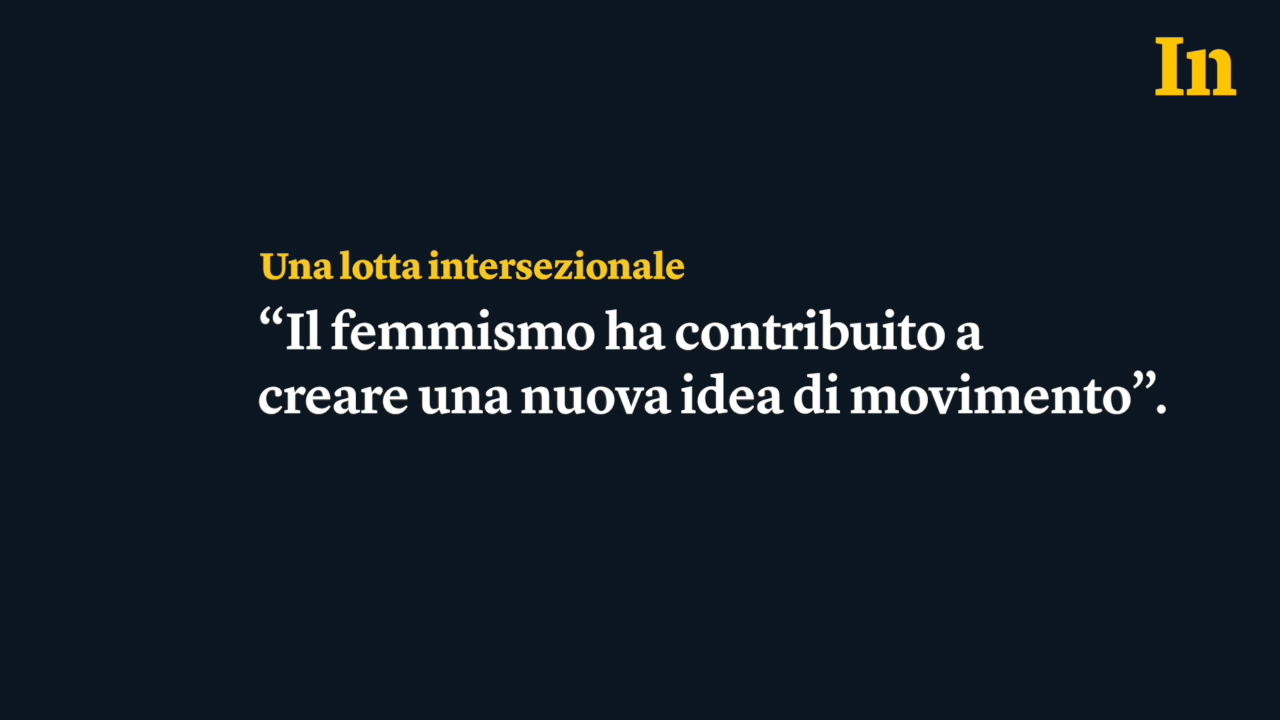 In
Una lotta intersezionale
“Il femmismo ha contribuito a
creare una nuova idea di movimento”.